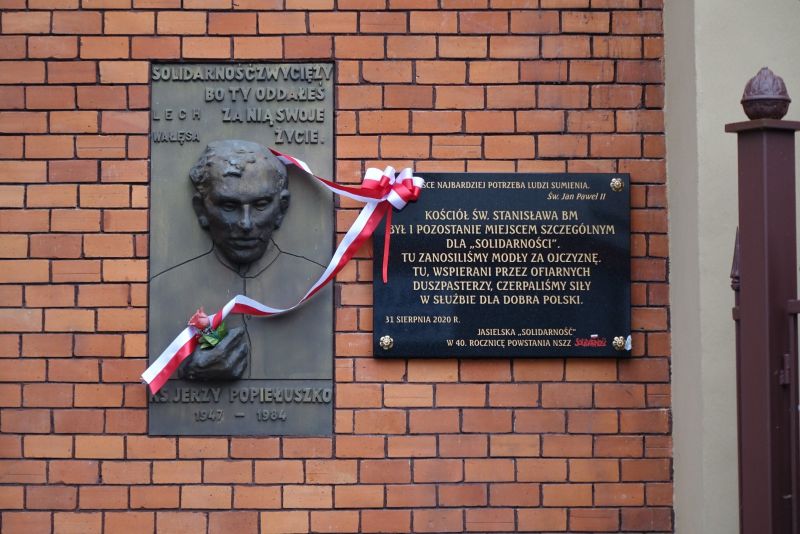 SOLIDARNOŚĆ ZWYCIĘŻY
BO TY ODDAŁEŚ
LECH ZA NIĄ SWOJE
WAŁĘSA ŻYCIE.
KS. JERZY POPIEŁUSZKO
1947 – 1984
NAJBARDZIEJ POTRZEBA LUDZI SUMIENIA.
Św. Jan Paweł II
KOŚCIÓŁ ŚW. STANISŁAWA BM
BYŁ I POZOSTANIE MIEJSCEM SZCZEGÓLNYM
DLA „SOLIDARNOŚCI".
TU ZANOSILIŚMY MODŁY ZA OJCZYZNĘ.
TU, WSPIERANI PRZEZ OFIARNYCH
DUSZPASTERZY, CZERPALIŚMY SIŁY
W SŁUŻBIE DLA DOBRA POLSKI.
31 SIERPNIA 2020 R.
JASIELSKA „SOLIDARNOŚĆ"
W 40. ROCZNICĘ POWSTANIA NSZZ SOLIDARNOŚĆ